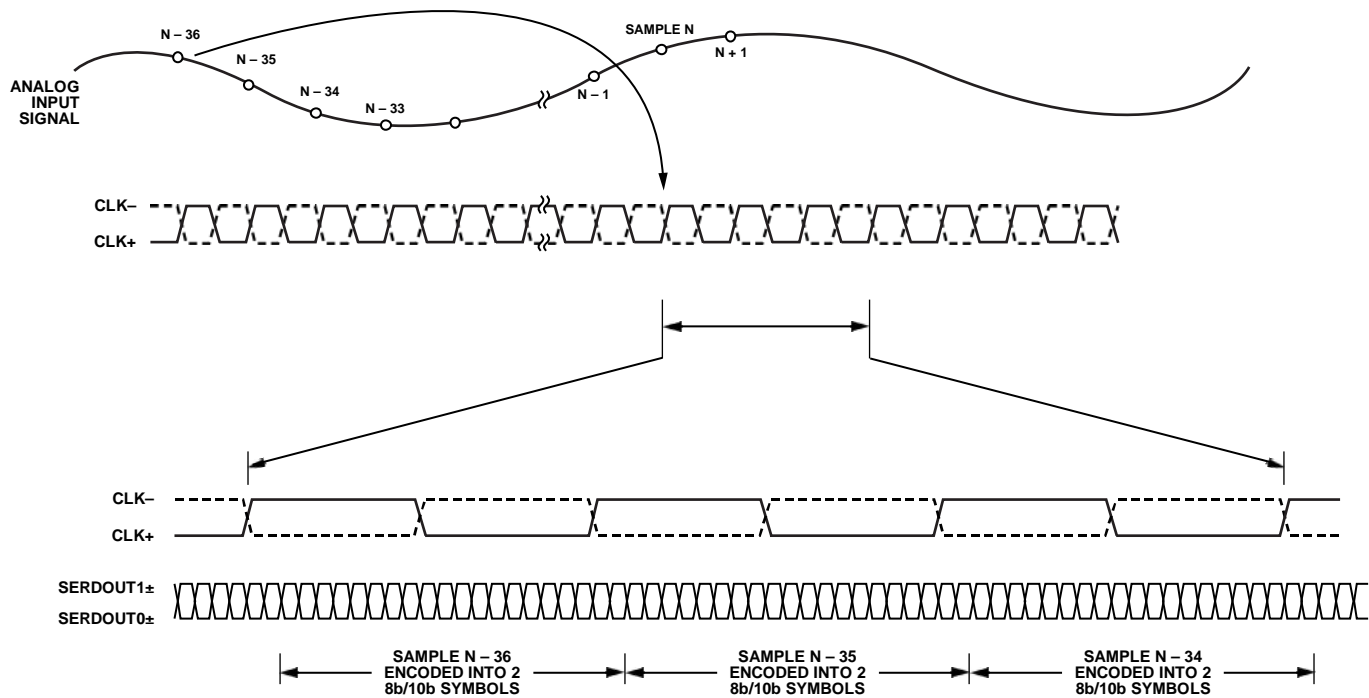 SAMPLE N
N – 36
N + 1
N – 35
N – 1
ANALOG
INPUT
SIGNAL
N – 34
N – 33
CLK–
CLK+
CLK–
CLK+
SERDOUT1±
SERDOUT0±
SAMPLE N – 36
ENCODED INTO 2
8b/10b SYMBOLS
SAMPLE N – 35
ENCODED INTO 2
8b/10b SYMBOLS
SAMPLE N – 34
ENCODED INTO 2
8b/10b SYMBOLS